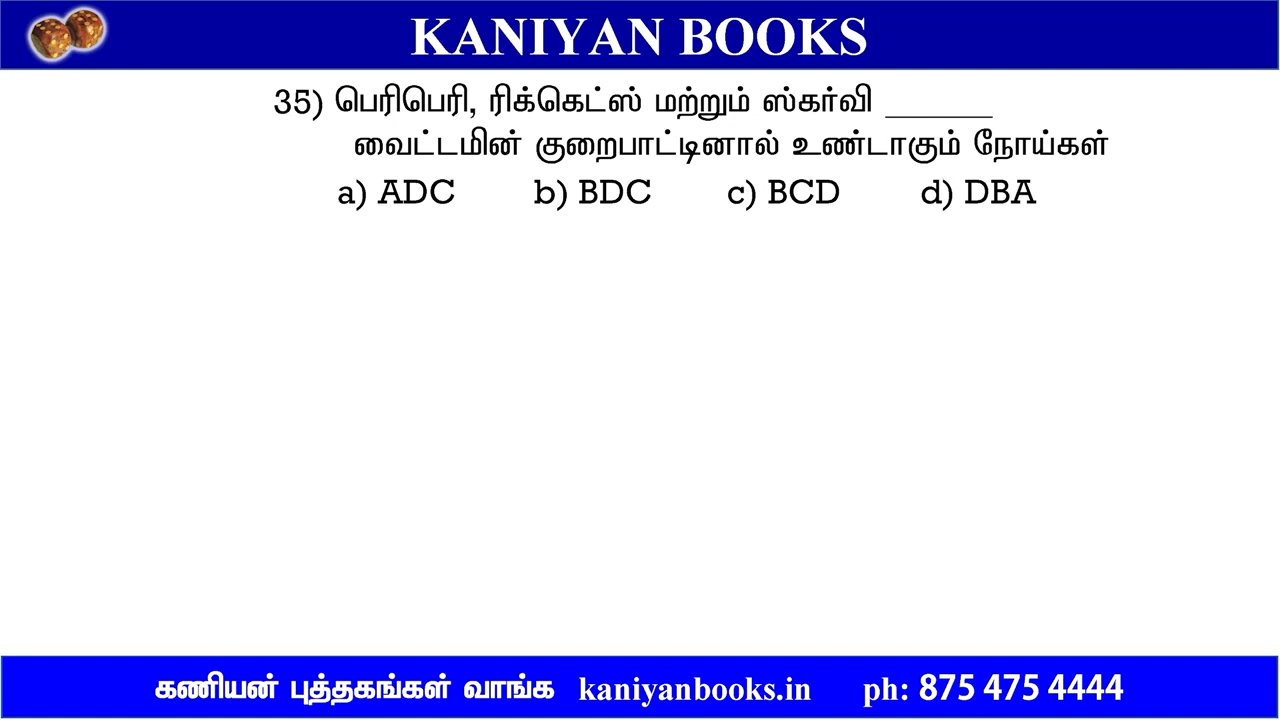 KANIYAN BOOKS
35) பெரிபெரி, ரிக்கெட்ஸ் மற்றும் ஸ்கர்வி ______
வைட்டமின் குறைபாட்டினால் உண்டாகும் நோய்கள்
a) ADC b) BDC c) BCD d) DBA
கணியன் புத்தகங்கள் வாங்க kaniyanbooks.in ph: 875 475 4444